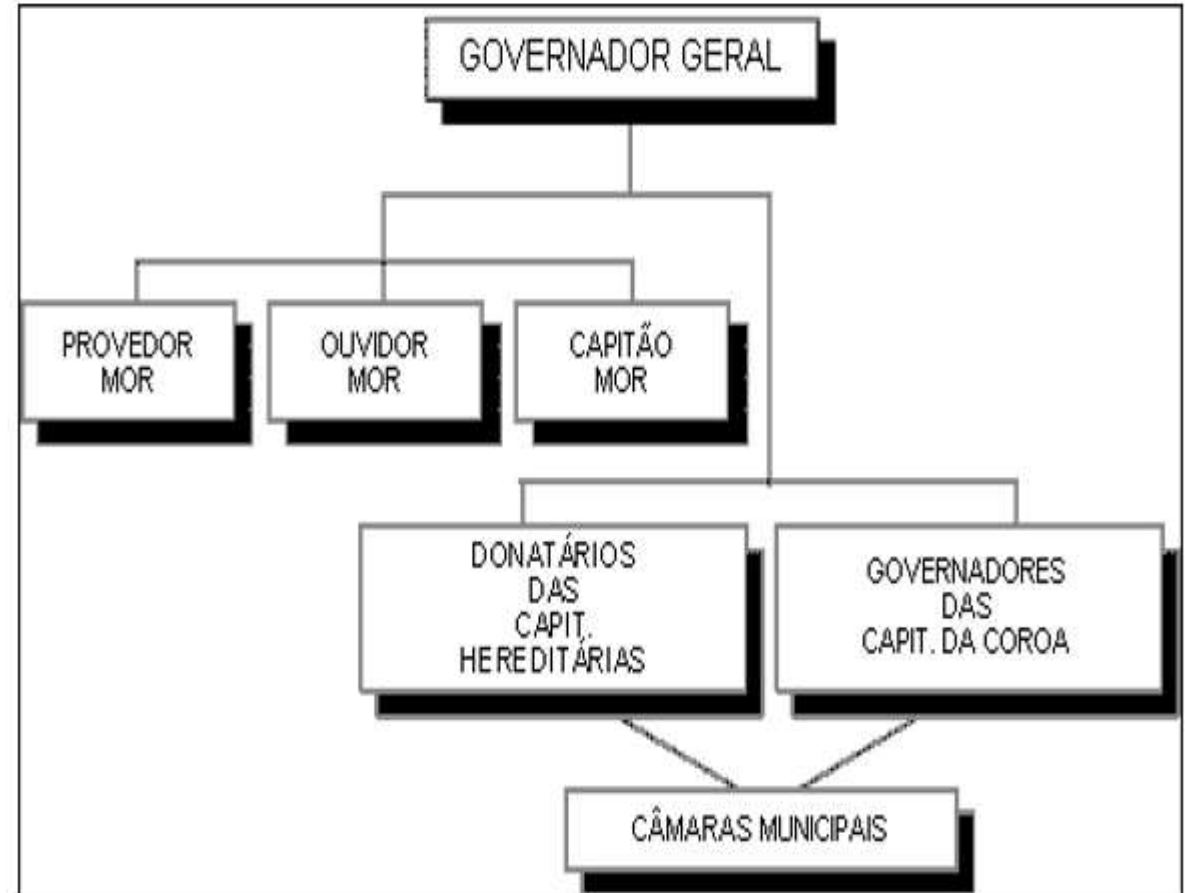 GOVERNADOR GERAL
PROVEDOR
MOR
OUVIDOR
MOR
CAPITÃO
MOR
DONATÁRIOS
DAS
CAPIT.
HEREDITÁRIAS
GOVERNADORES
DAS
CAPIT. DA COROA
CÂMARAS MUNICIPAIS